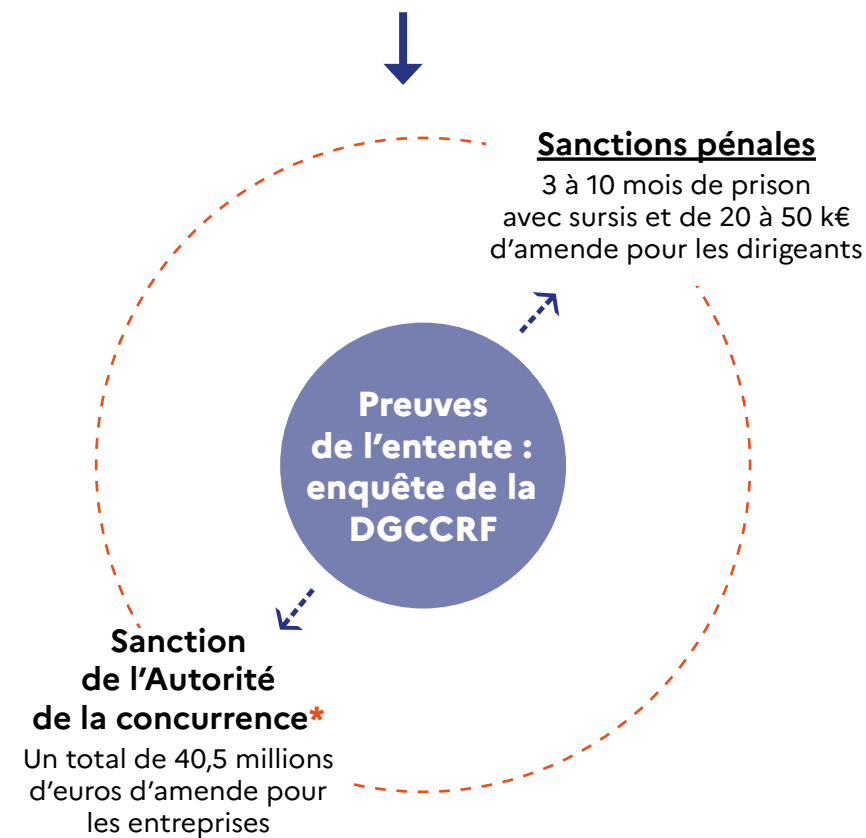 Sanctions pénales
3 à 10 mois de prison
avec sursis et de 20 à 50 k€
d’amende pour les dirigeants
Preuves
de l’entente :
enquête de la
DGCCRF
Sanction
de l’Autorité
de la concurrence*
Un total de 40,5 millions
d’euros d’amende pour
les entreprises